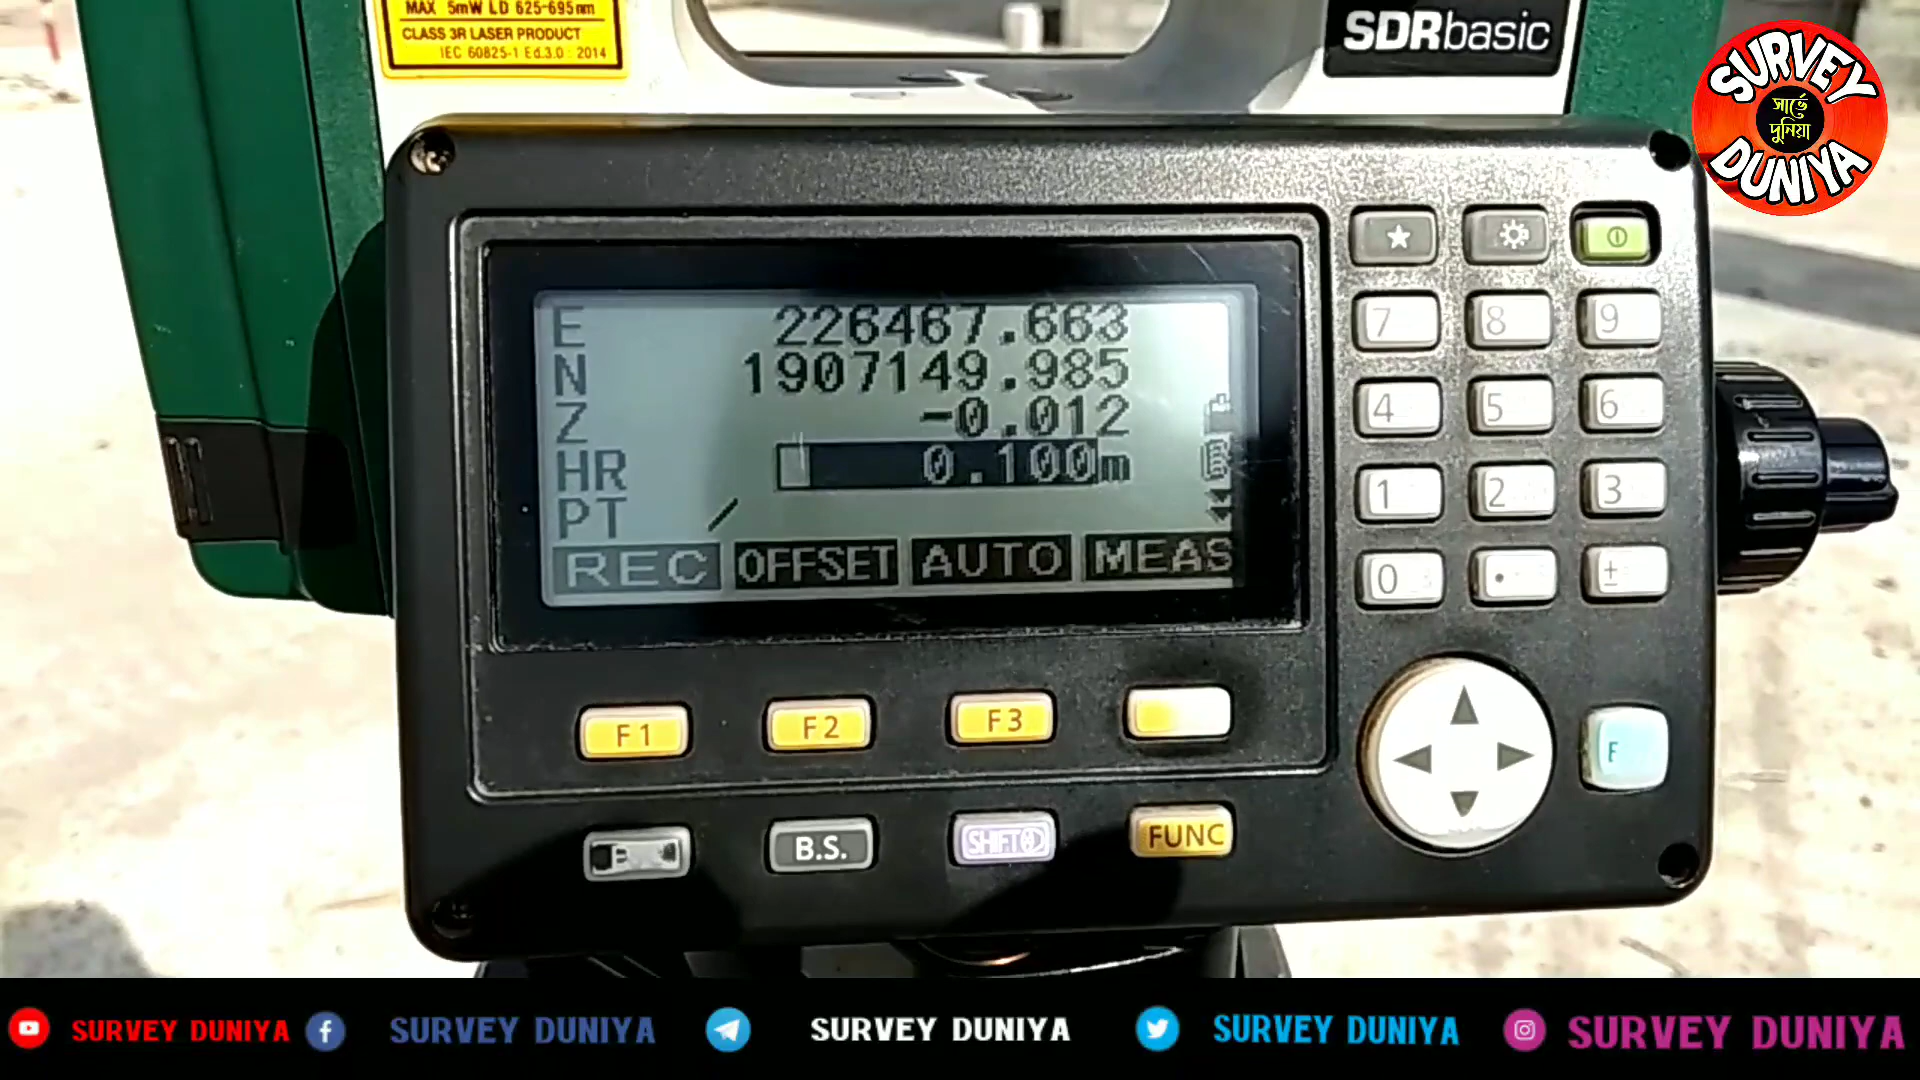 MAX 5mW LD 625-695nm
CLASS 3R LASER PRODUCT
IEC 60825-1 Ed.3.0 : 2014
SDRbasic
SURVEY
সার্ভে
দুনিয়া
DUNIYA
E 226467.663
N 1907149.985
Z -0.012
HR 0.100m
PT
REC OFFSET AUTO MEAS
7 8 9
4 5 6
1 2 3
0 . ±
F1 F2 F3
B.S. SHIFT FUNC
SURVEY DUNIYA SURVEY DUNIYA SURVEY DUNIYA SURVEY DUNIYA SURVEY DUNIYA